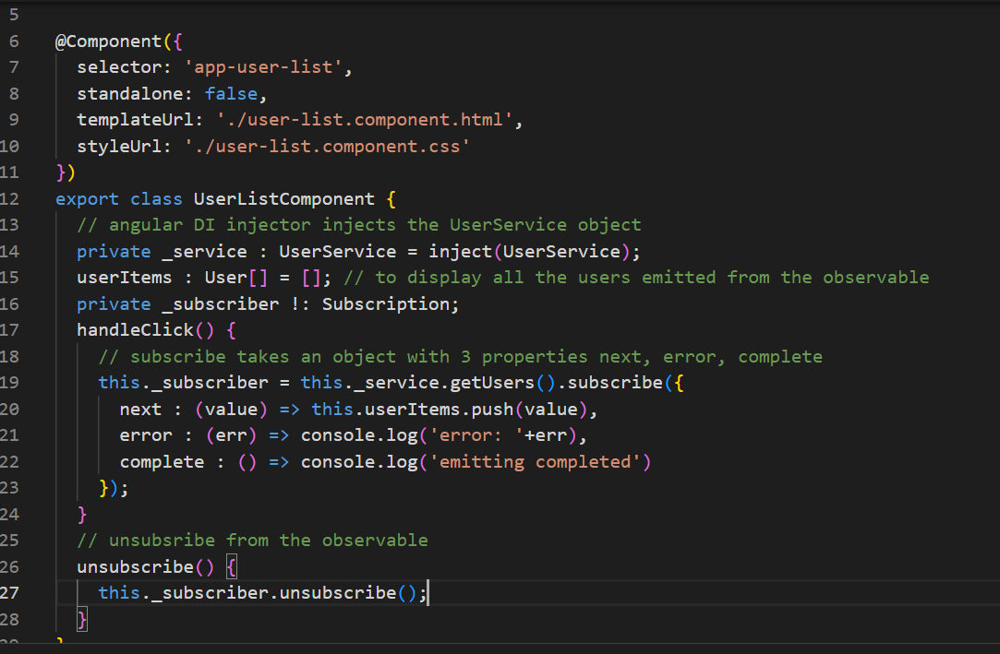 5
6 @Component({
7 selector: 'app-user-list',
8 standalone: false,
9 templateUrl: './user-list.component.html',
10 styleUrl: './user-list.component.css'
11 })
12 export class UserListComponent {
13 // angular DI injector injects the UserService object
14 private _service : UserService = inject(UserService);
15 userItems : User[] = []; // to display all the users emitted from the observable
16 private _subscriber !: Subscription;
17 handleClick() {
18 // subscribe takes an object with 3 properties next, error, complete
19 this._subscriber = this._service.getUsers().subscribe({
20 next : (value) => this.userItems.push(value),
21 error : (err) => console.log('error: '+err),
22 complete : () => console.log('emitting completed')
23 });
24 }
25 // unsubsribe from the observable
26 unsubscribe() {
27 this._subscriber.unsubscribe();
28 }